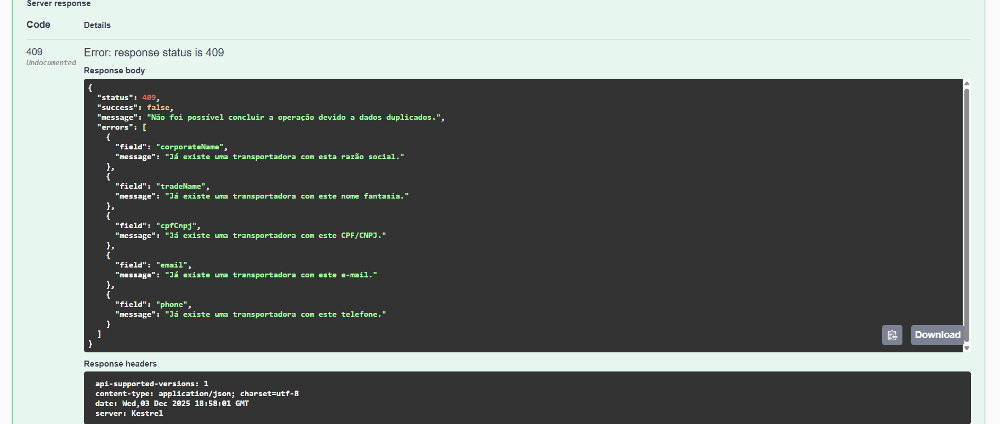 Server response
Code Details
409 Error: response status is 409
Undocumented
Response body
{
  "status": 409,
  "success": false,
  "message": "Não foi possível concluir a operação devido a dados duplicados.",
  "errors": [
    {
      "field": "corporateName",
      "message": "Já existe uma transportadora com esta razão social."
    },
    {
      "field": "tradeName",
      "message": "Já existe uma transportadora com este nome fantasia."
    },
    {
      "field": "cpfCnpj",
      "message": "Já existe uma transportadora com este CPF/CNPJ."
    },
    {
      "field": "email",
      "message": "Já existe uma transportadora com este e-mail."
    },
    {
      "field": "phone",
      "message": "Já existe uma transportadora com este telefone."
    }
  ]
}
Download
Response headers
api-supported-versions: 1
content-type: application/json; charset=utf-8
date: Wed,03 Dec 2025 18:58:01 GMT
server: Kestrel